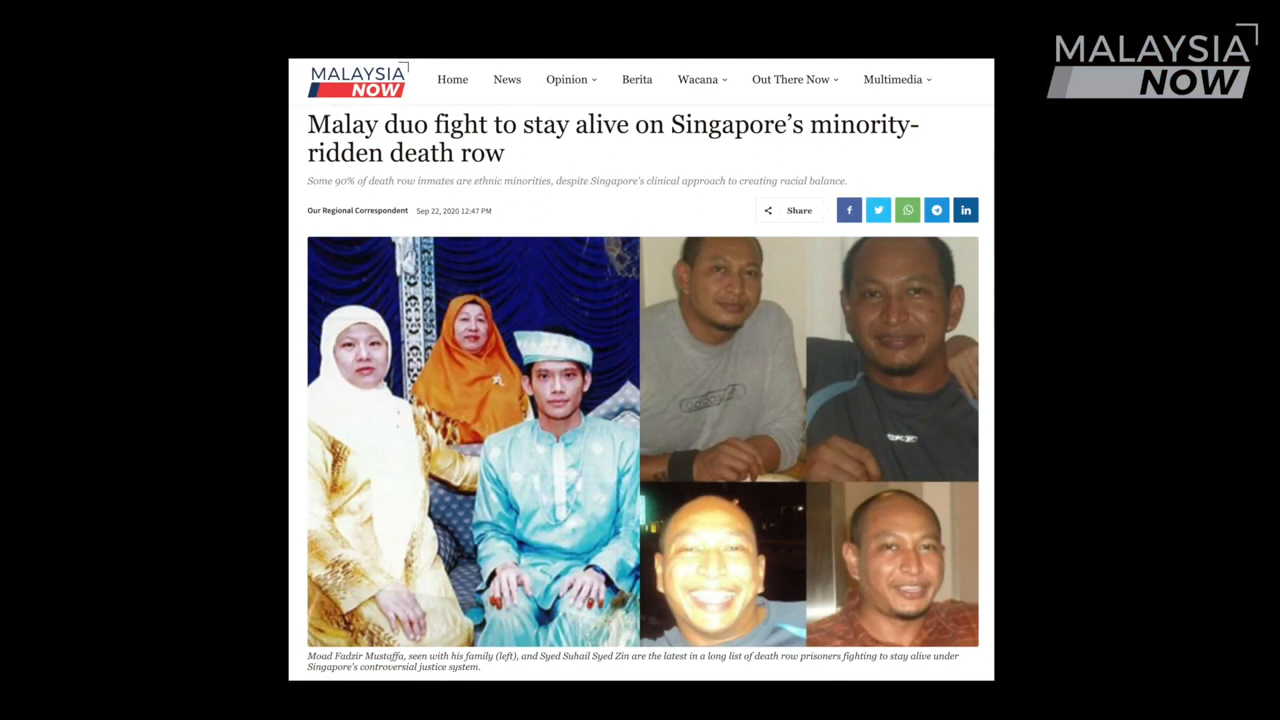 MALAYSIA
NOW
MALAYSIA
NOW
Home News Opinion Berita Wacana Out There Now Multimedia
Malay duo fight to stay alive on Singapore's minority-
ridden death row
Some 90% of death row inmates are ethnic minorities, despite Singapore's clinical approach to creating racial balance.
Our Regional Correspondent Sep 22, 2020 12:47 PM
Share
Moad Fadzir Mustaffa, seen with his family (left), and Syed Suhail Syed Zin are the latest in a long list of death row prisoners fighting to stay alive under
Singapore's controversial justice system.